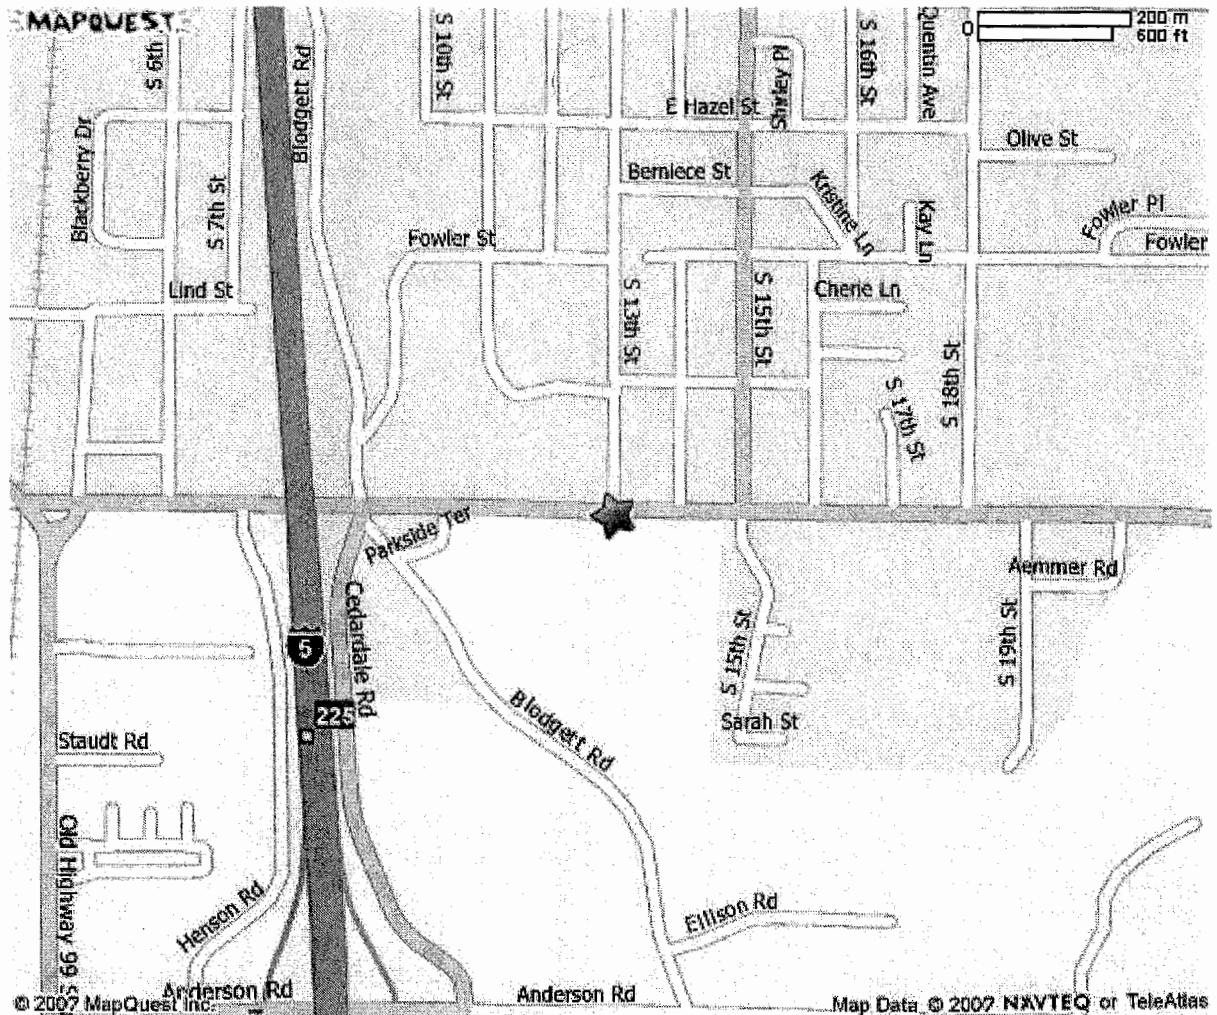 MAPQUEST
200 m
0
600 ft
S 6th
Blodgett Rd
S 10th St
Shirley Pl
S 16th St
Quentin Ave
E Hazel St
Blackberry Dr
Olive St
Berniece St
Kristine Ln
S 7th St
Kay Ln
Fowler Pl
Fowler St
Fowler
Lind St
S 13th St
S 15th St
Cherie Ln
S 18th St
S 17th St
Parkside Ter
Aemmer Rd
Cedardale Rd
5
S 15th St
S 19th St
225
Blodgett Rd
Sarah St
Staudt Rd
Old Highway 99 S
Henson Rd
Ellison Rd
Anderson Rd
Anderson Rd
© 2007 MapQuest Inc.
Map Data © 2007 NAVTEQ or TeleAtlas